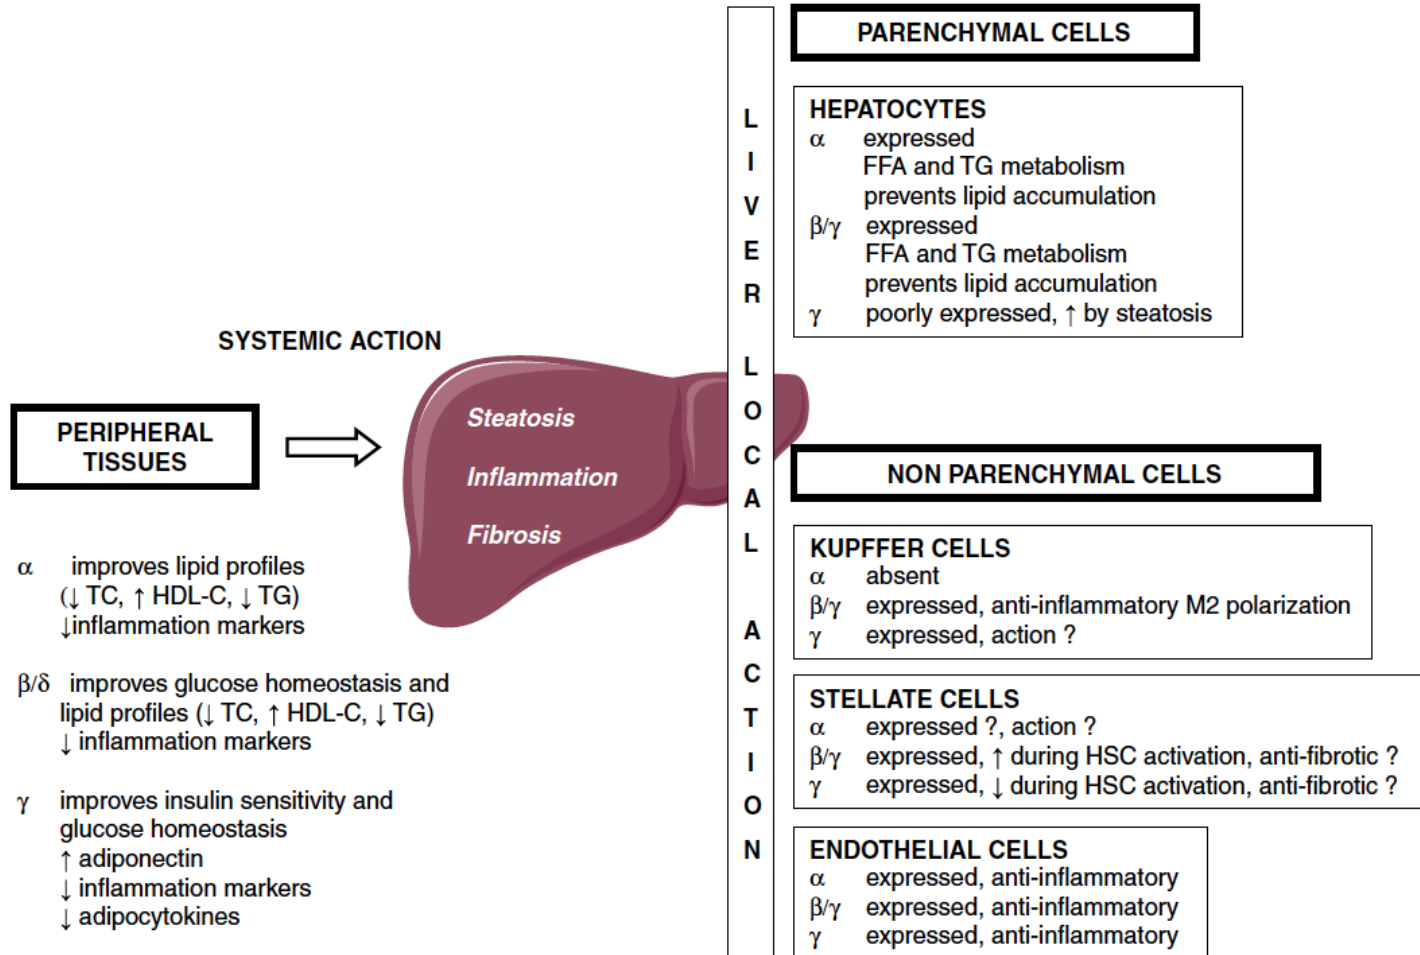 SYSTEMIC ACTION
PERIPHERAL
TISSUES
α improves lipid profiles
(↓ TC, ↑ HDL-C, ↓ TG)
↓inflammation markers
β/δ improves glucose homeostasis and
lipid profiles (↓ TC, ↑ HDL-C, ↓ TG)
↓ inflammation markers
γ improves insulin sensitivity and
glucose homeostasis
↑ adiponectin
↓ inflammation markers
↓ adipocytokines
Steatosis
Inflammation
Fibrosis
LIVER LOCAL ACTION
PARENCHYMAL CELLS
HEPATOCYTES
α expressed
FFA and TG metabolism
prevents lipid accumulation
β/γ expressed
FFA and TG metabolism
prevents lipid accumulation
γ poorly expressed, ↑ by steatosis
NON PARENCHYMAL CELLS
KUPFFER CELLS
α absent
β/γ expressed, anti-inflammatory M2 polarization
γ expressed, action ?
STELLATE CELLS
α expressed ?, action ?
β/γ expressed, ↑ during HSC activation, anti-fibrotic ?
γ expressed, ↓ during HSC activation, anti-fibrotic ?
ENDOTHELIAL CELLS
α expressed, anti-inflammatory
β/γ expressed, anti-inflammatory
γ expressed, anti-inflammatory